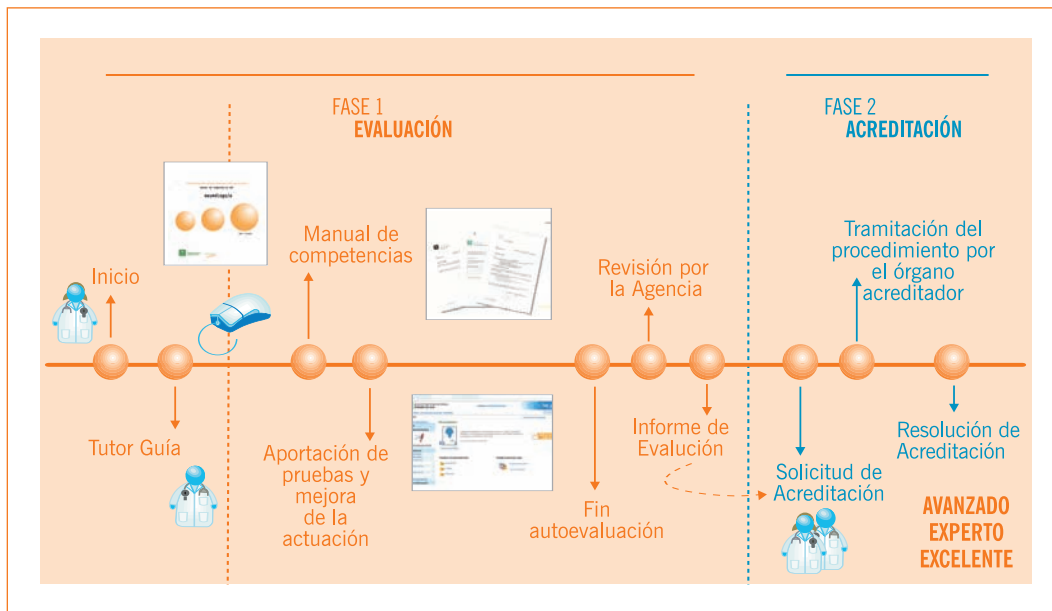 FASE 1
EVALUACIÓN
FASE 2
ACREDITACIÓN
Inicio
Tutor Guía
Manual de
competencias
Aportación de
pruebas y
mejora
de la
actuación
Fin
autoevaluación
Revisión por
la Agencia
Informe de
Evalución
Solicitud de
Acreditación
Tramitación del
procedimiento por
el órgano
acreditador
Resolución de
Acreditación
AVANZADO
EXPERTO
EXCELENTE